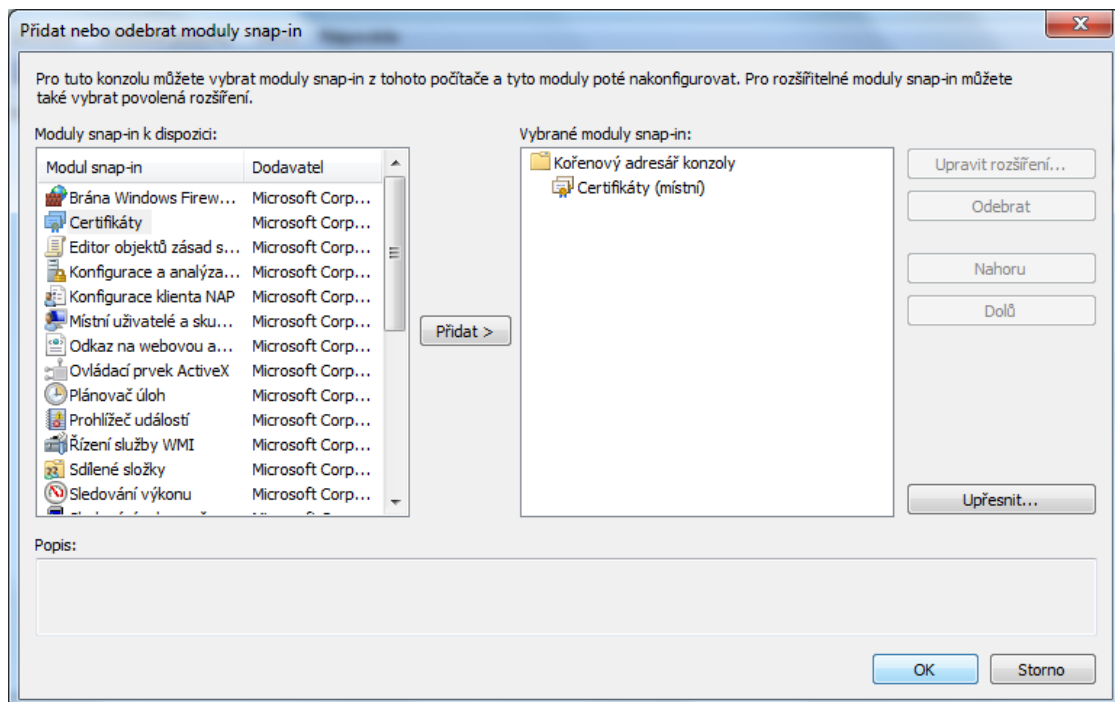 Přidat nebo odebrat moduly snap-in
Pro tuto konzolu můžete vybrat moduly snap-in z tohoto počítače a tyto moduly poté nakonfigurovat. Pro rozšiřitelné moduly snap-in můžete
také vybrat povolená rozšíření.
Moduly snap-in k dispozici:
Modul snap-in Dodavatel
Brána Windows Firew... Microsoft Corp...
Certifikáty Microsoft Corp...
Editor objektů zásad s... Microsoft Corp...
Konfigurace a analýza... Microsoft Corp...
Konfigurace klienta NAP Microsoft Corp...
Místní uživatelé a sku... Microsoft Corp...
Odkaz na webovou a... Microsoft Corp...
Ovládací prvek ActiveX Microsoft Corp...
Plánovač úloh Microsoft Corp...
Prohlížeč událostí Microsoft Corp...
Řízení služby WMI Microsoft Corp...
Sdílené složky Microsoft Corp...
Sledování výkonu Microsoft Corp...
Přidat >
Vybrané moduly snap-in:
Kořenový adresář konzoly
Certifikáty (místní)
Upravit rozšíření...
Odebrat
Nahoru
Dolů
Upřesnit...
Popis:
OK
Storno